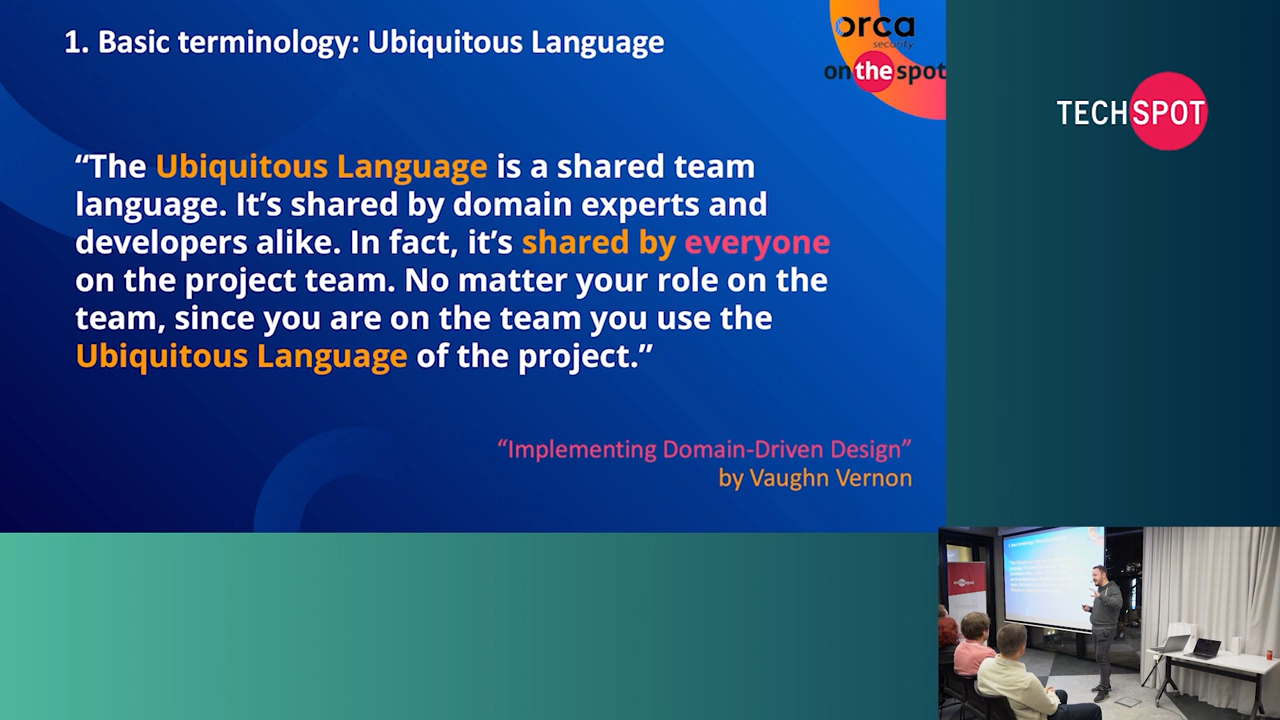 1. Basic terminology: Ubiquitous Language
orca
security
on the spot
TECHSPOT
“The Ubiquitous Language is a shared team
language. It’s shared by domain experts and
developers alike. In fact, it’s shared by everyone
on the project team. No matter your role on the
team, since you are on the team you use the
Ubiquitous Language of the project.”
“Implementing Domain-Driven Design”
by Vaughn Vernon